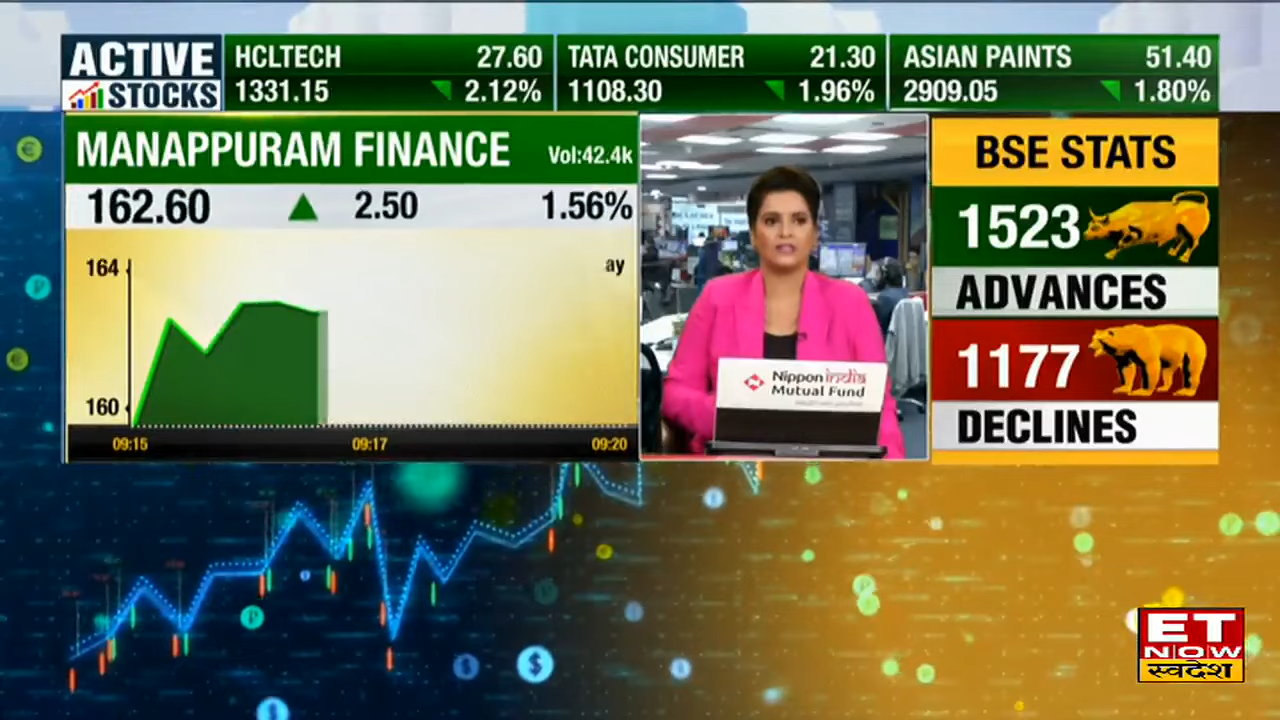 ACTIVE
STOCKS
HCLTECH 27.60
1331.15 2.12%
TATA CONSUMER 21.30
1108.30 1.96%
ASIAN PAINTS 51.40
2909.05 1.80%
MANAPPURAM FINANCE Vol:42.4k
162.60 2.50 1.56%
164
ay
160
09:15 09:17 09:20
Nippon india
Mutual Fund
BSE STATS
1523
ADVANCES
1177
DECLINES
ET
NOW
स्वदेश